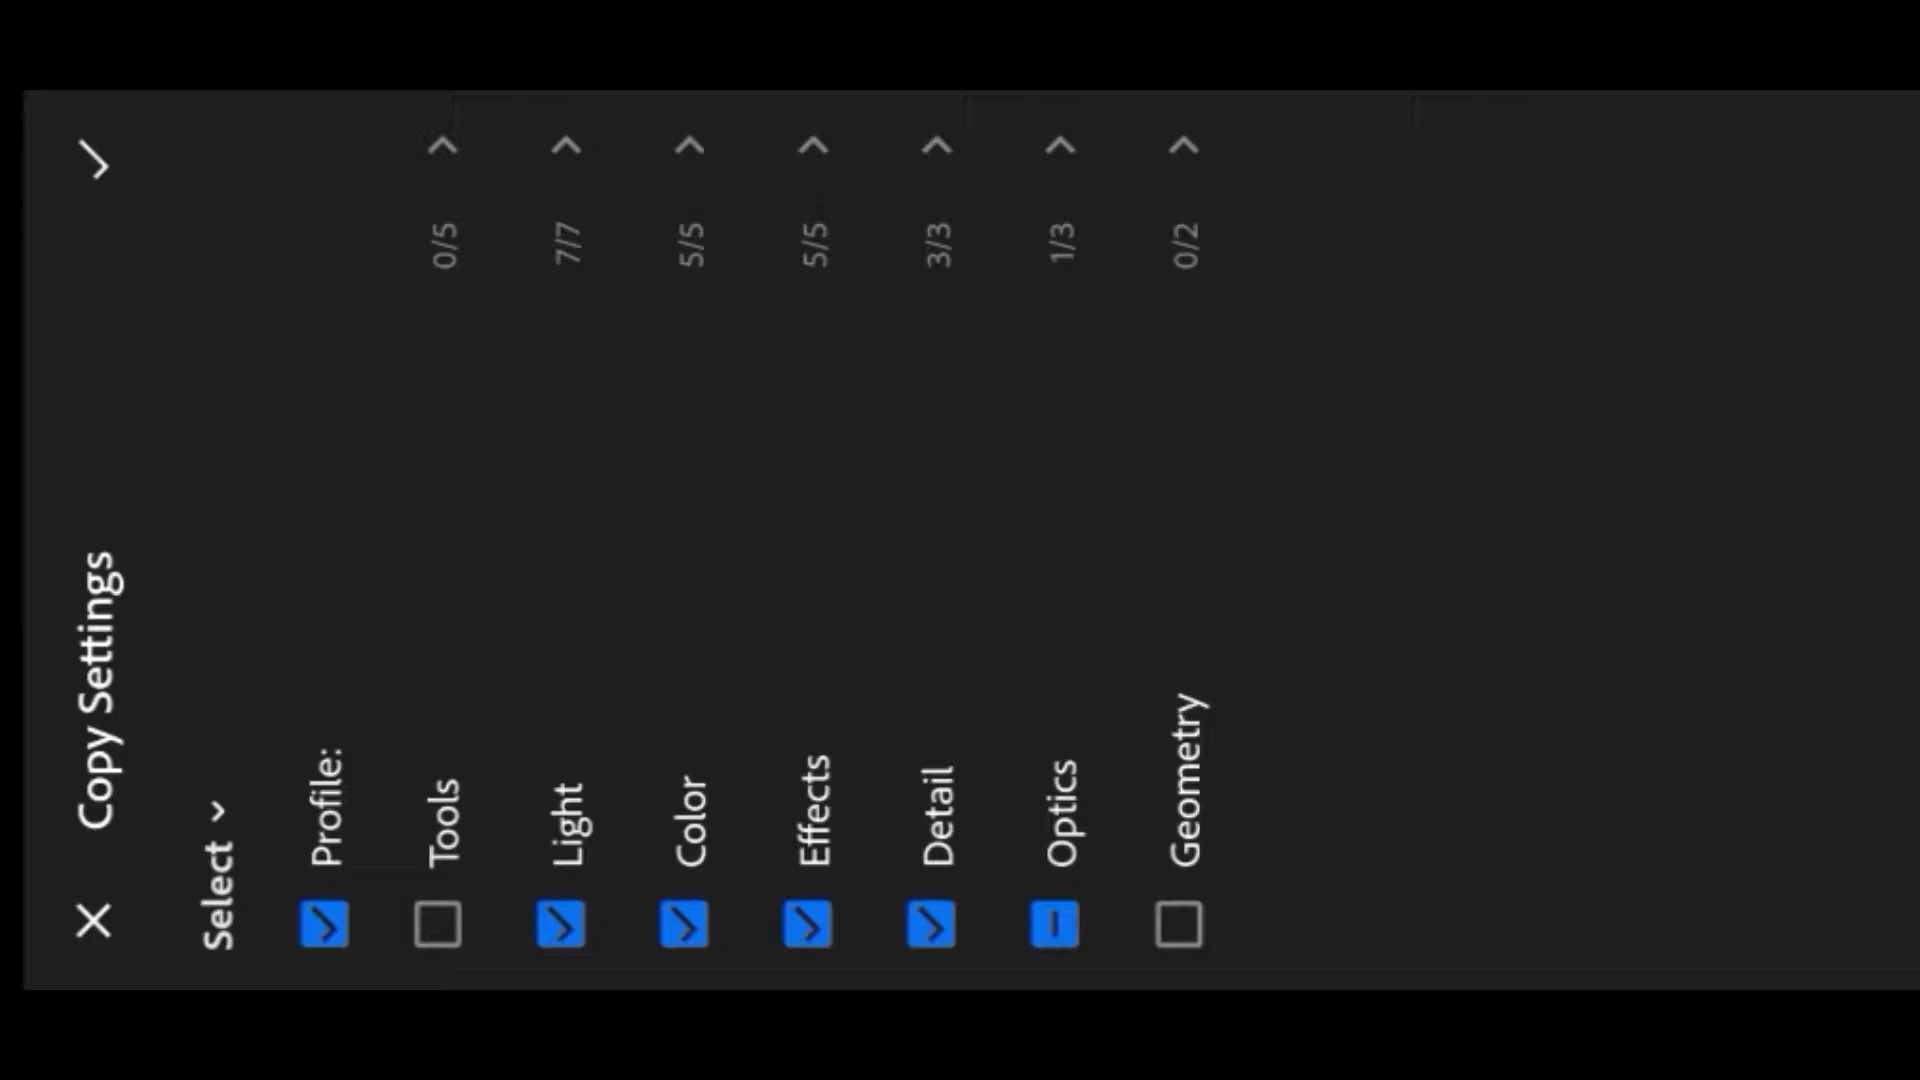 Copy Settings
Select
Profile:
Tools 0/5
Light 7/7
Color 5/5
Effects 5/5
Detail 3/3
Optics 1/3
Geometry 0/2